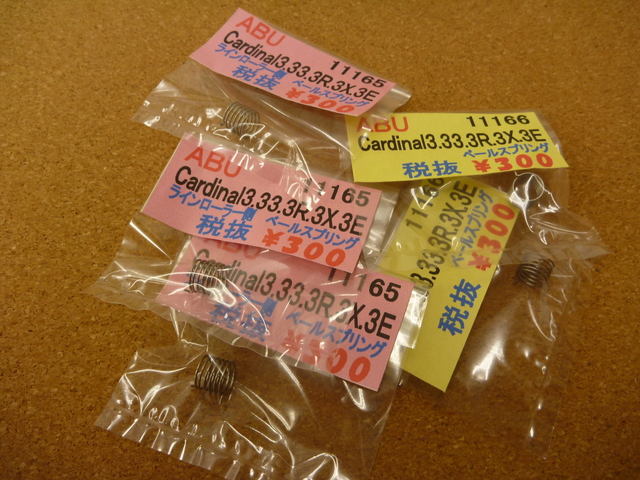 ABU 11165
Cardinal3.33.3R.3X.3E
ラインローラー側 ベールスプリング
税抜 ¥300
ABU 11166
Cardinal3.33.3R.3X.3E
ベールスプリング
税抜 ¥300
ABU 11165
Cardinal3.33.3R.3X.3E
ラインローラー側 ベールスプリング
税抜 ¥300
11166
3.33.3R.3X.3E
ベールスプリング
税抜 ¥300
ABU 11165
Cardinal3.33.3R.3X.3E
ベールスプリング
300